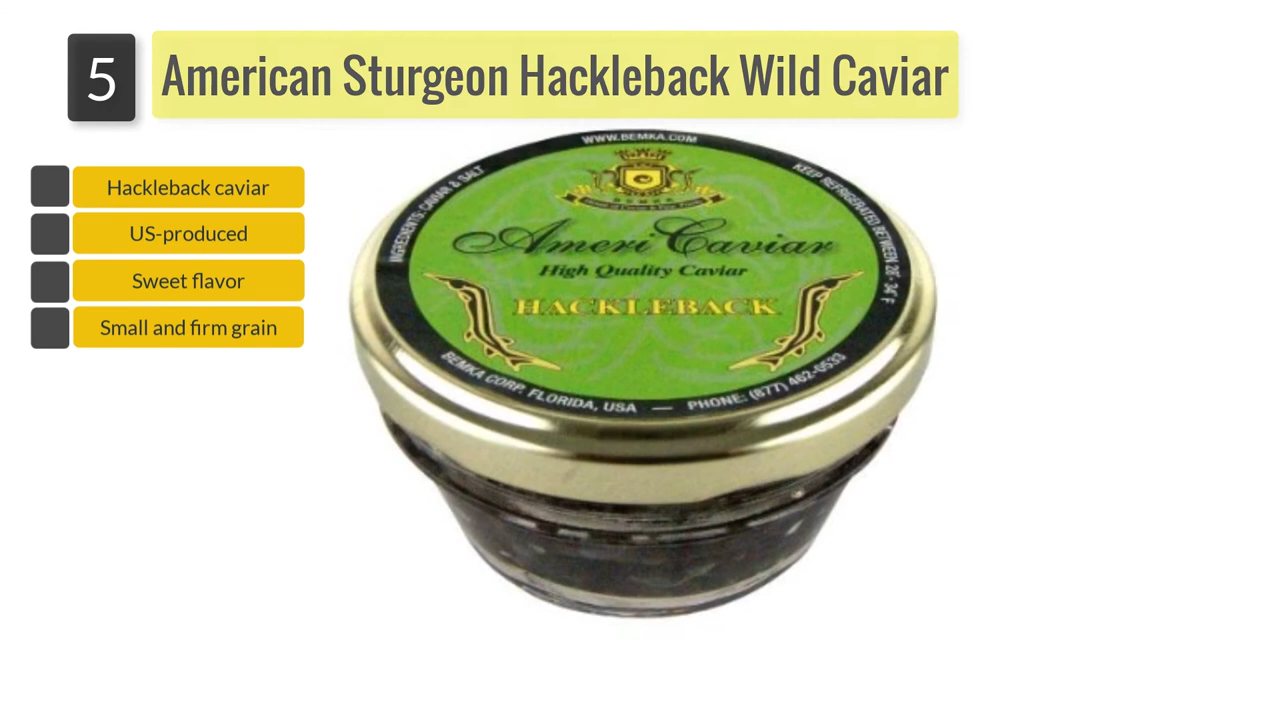 5
American Sturgeon Hackleback Wild Caviar
Hackleback caviar
US-produced
Sweet flavor
Small and firm grain
WWW.BEMKA.COM
INGREDIENTS: CAVIAR & SALT
KEEP REFRIGERATED BETWEEN 26°- 34° F
BEMKA
AmeriCaviar
High Quality Caviar
HACKLEBACK
BEMKA CORP. FLORIDA, USA — PHONE: (877) 462-0533